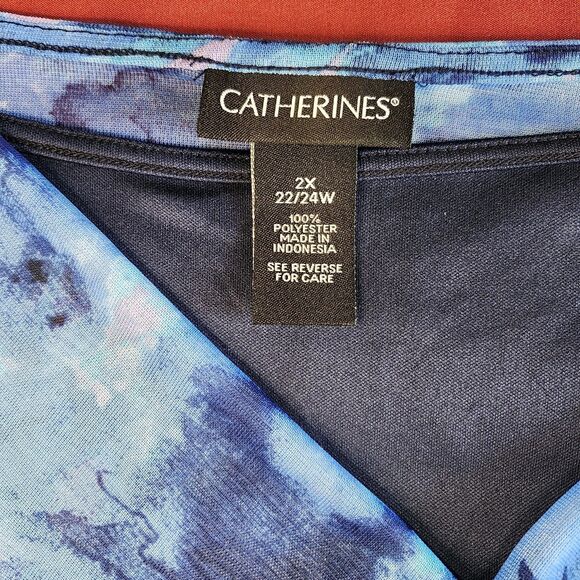 CATHERINES®
2X
22/24W
100%
POLYESTER
MADE IN
INDONESIA
SEE REVERSE
FOR CARE